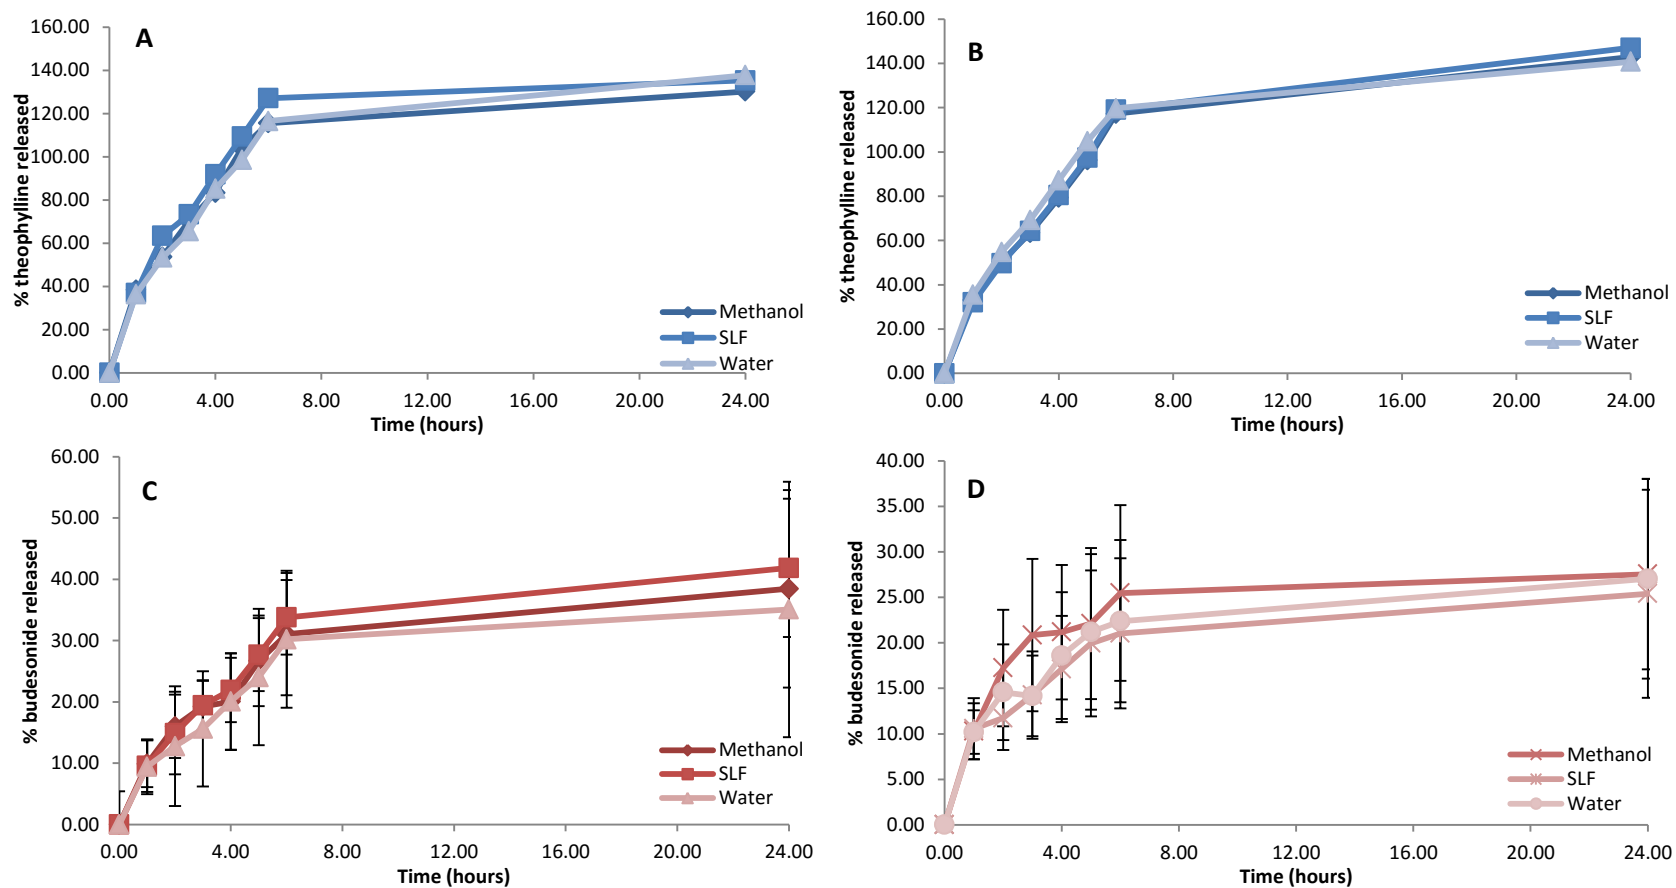 A
% theophylline released
160.00
140.00
120.00
100.00
80.00
60.00
40.00
20.00
0.00
0.00 4.00 8.00 12.00 16.00 20.00 24.00
Time (hours)
Methanol
SLF
Water
B
% theophylline released
160.00
140.00
120.00
100.00
80.00
60.00
40.00
20.00
0.00
0.00 4.00 8.00 12.00 16.00 20.00 24.00
Time (hours)
Methanol
SLF
Water
C
% budesonide released
60.00
50.00
40.00
30.00
20.00
10.00
0.00
0.00 4.00 8.00 12.00 16.00 20.00 24.00
Time (hours)
Methanol
SLF
Water
D
% budesonide released
40.00
35.00
30.00
25.00
20.00
15.00
10.00
5.00
0.00
0.00 4.00 8.00 12.00 16.00 20.00 24.00
Time (hours)
Methanol
SLF
Water